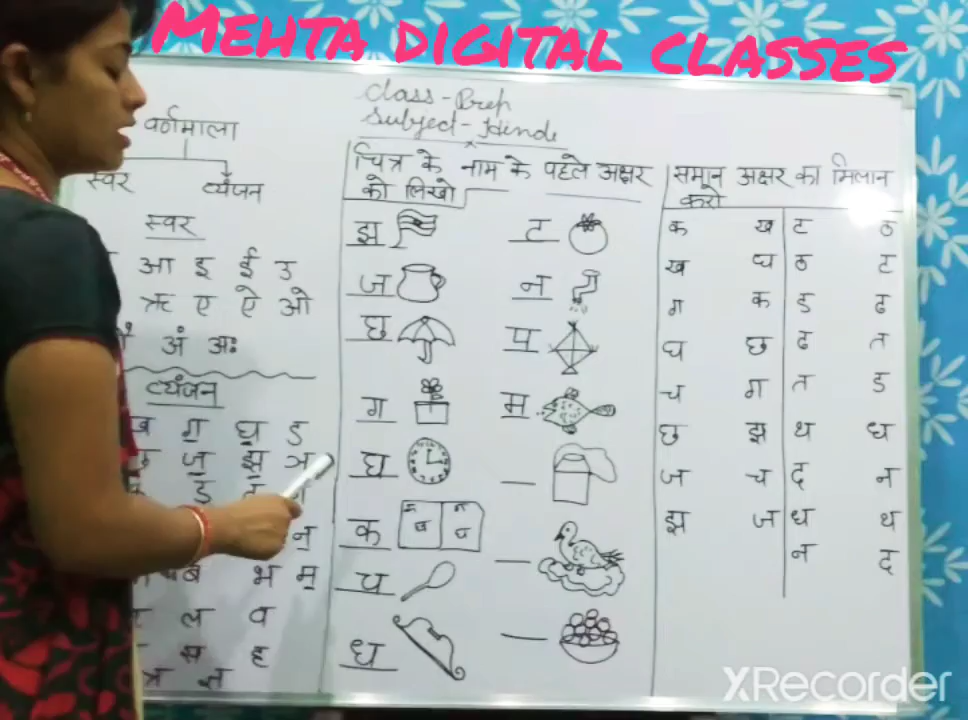 MEHTA DIGITAL CLASSES
Class-Prep
Subject-Hindi
वर्णमाला
स्वर व्यंजन
स्वर
आ इ ई उ
ऋ ए ऐ ओ
अं अः
व्यंजन
ख ग घ ङ
ज झ ञ
न
ब भ म
ल व
स ह
त्र ज्ञ
चित्र के नाम के पहले अक्षर
को लिखो
झ ट
ज न
छ प
ग म
घ
क
च
ध
समान अक्षर का मिलान
करो
क ख ट ठ
ख घ ठ ट
ग क ड ढ
घ छ ढ त
च ग त ड
छ झ थ ध
ज च द न
झ ज ध थ
न द
XRecorder